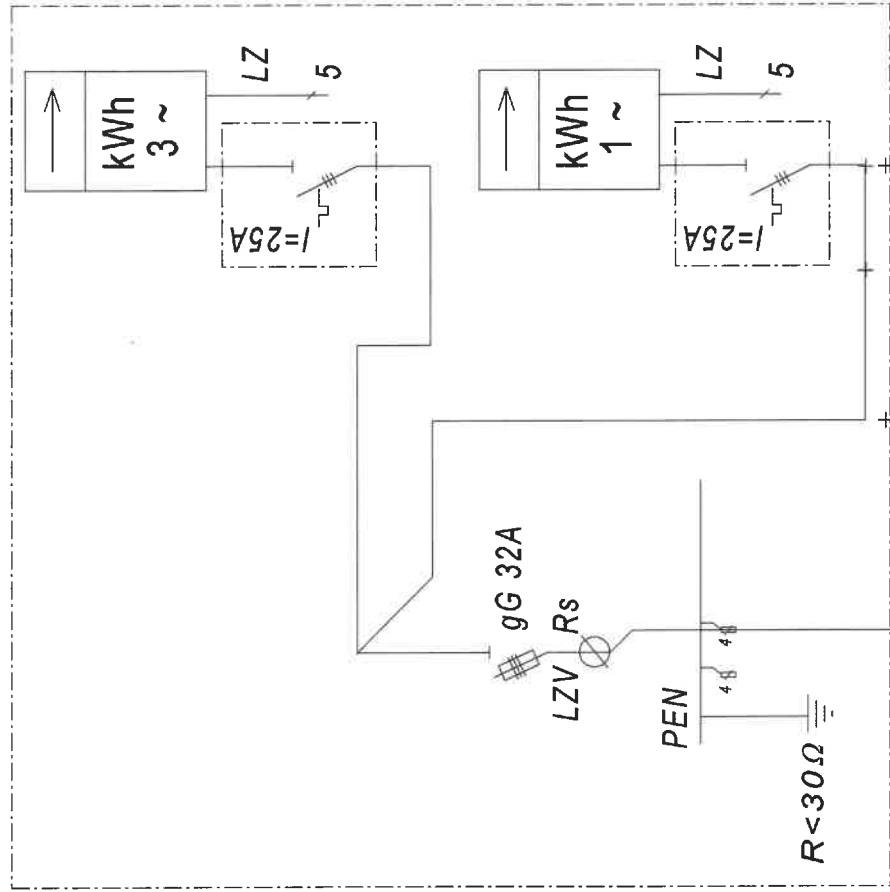 kWh
3 ~
LZ
5
I=25A
kWh
1 ~
LZ
5
I=25A
gG 32A
LZV
Rs
PEN
4
4
R<30Ω